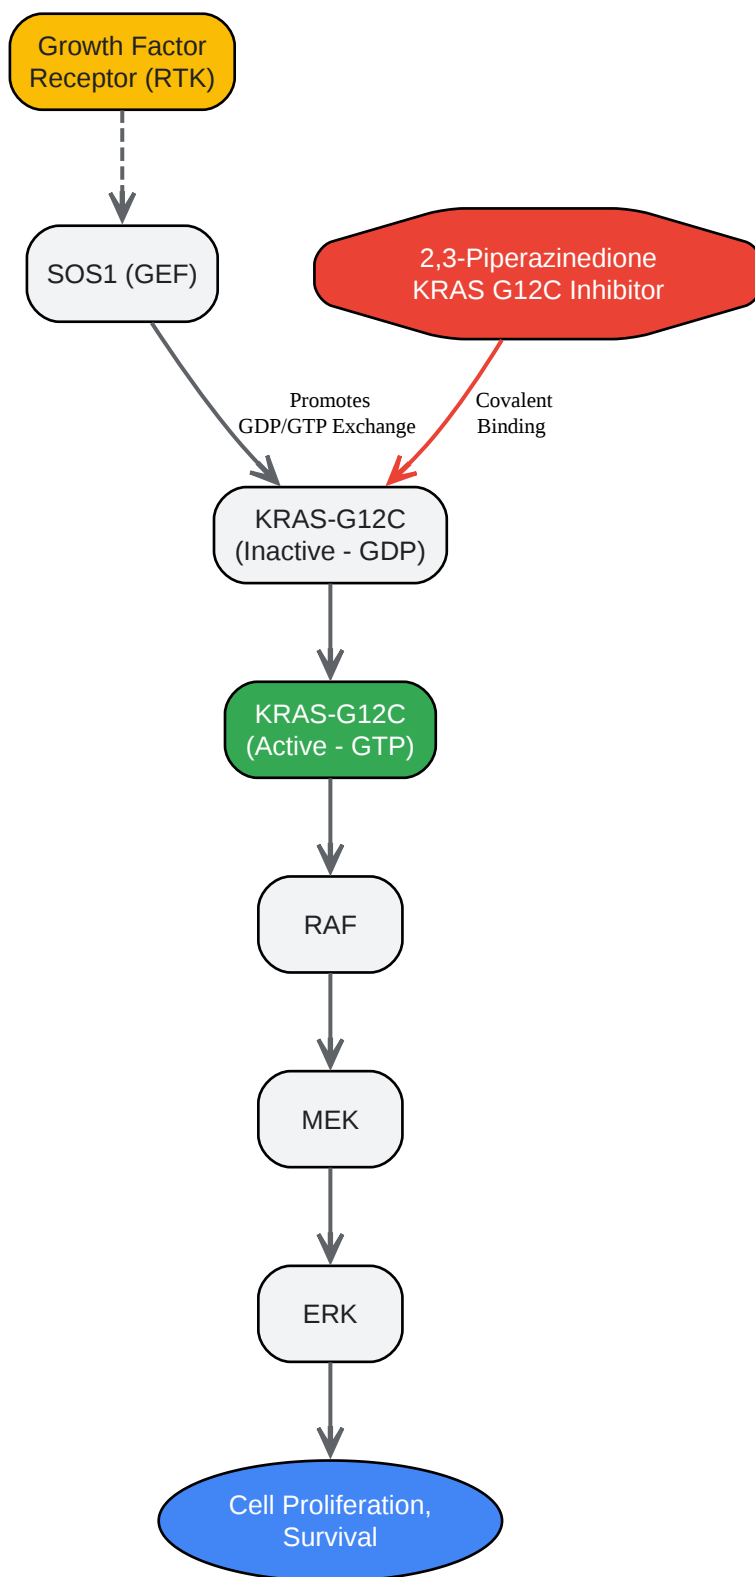 Growth Factor
Receptor (RTK)
SOS1 (GEF)
2,3-Piperazinedione
KRAS G12C Inhibitor
Promotes
GDP/GTP Exchange
Covalent
Binding
KRAS-G12C
(Inactive - GDP)
KRAS-G12C
(Active - GTP)
RAF
MEK
ERK
Cell Proliferation,
Survival